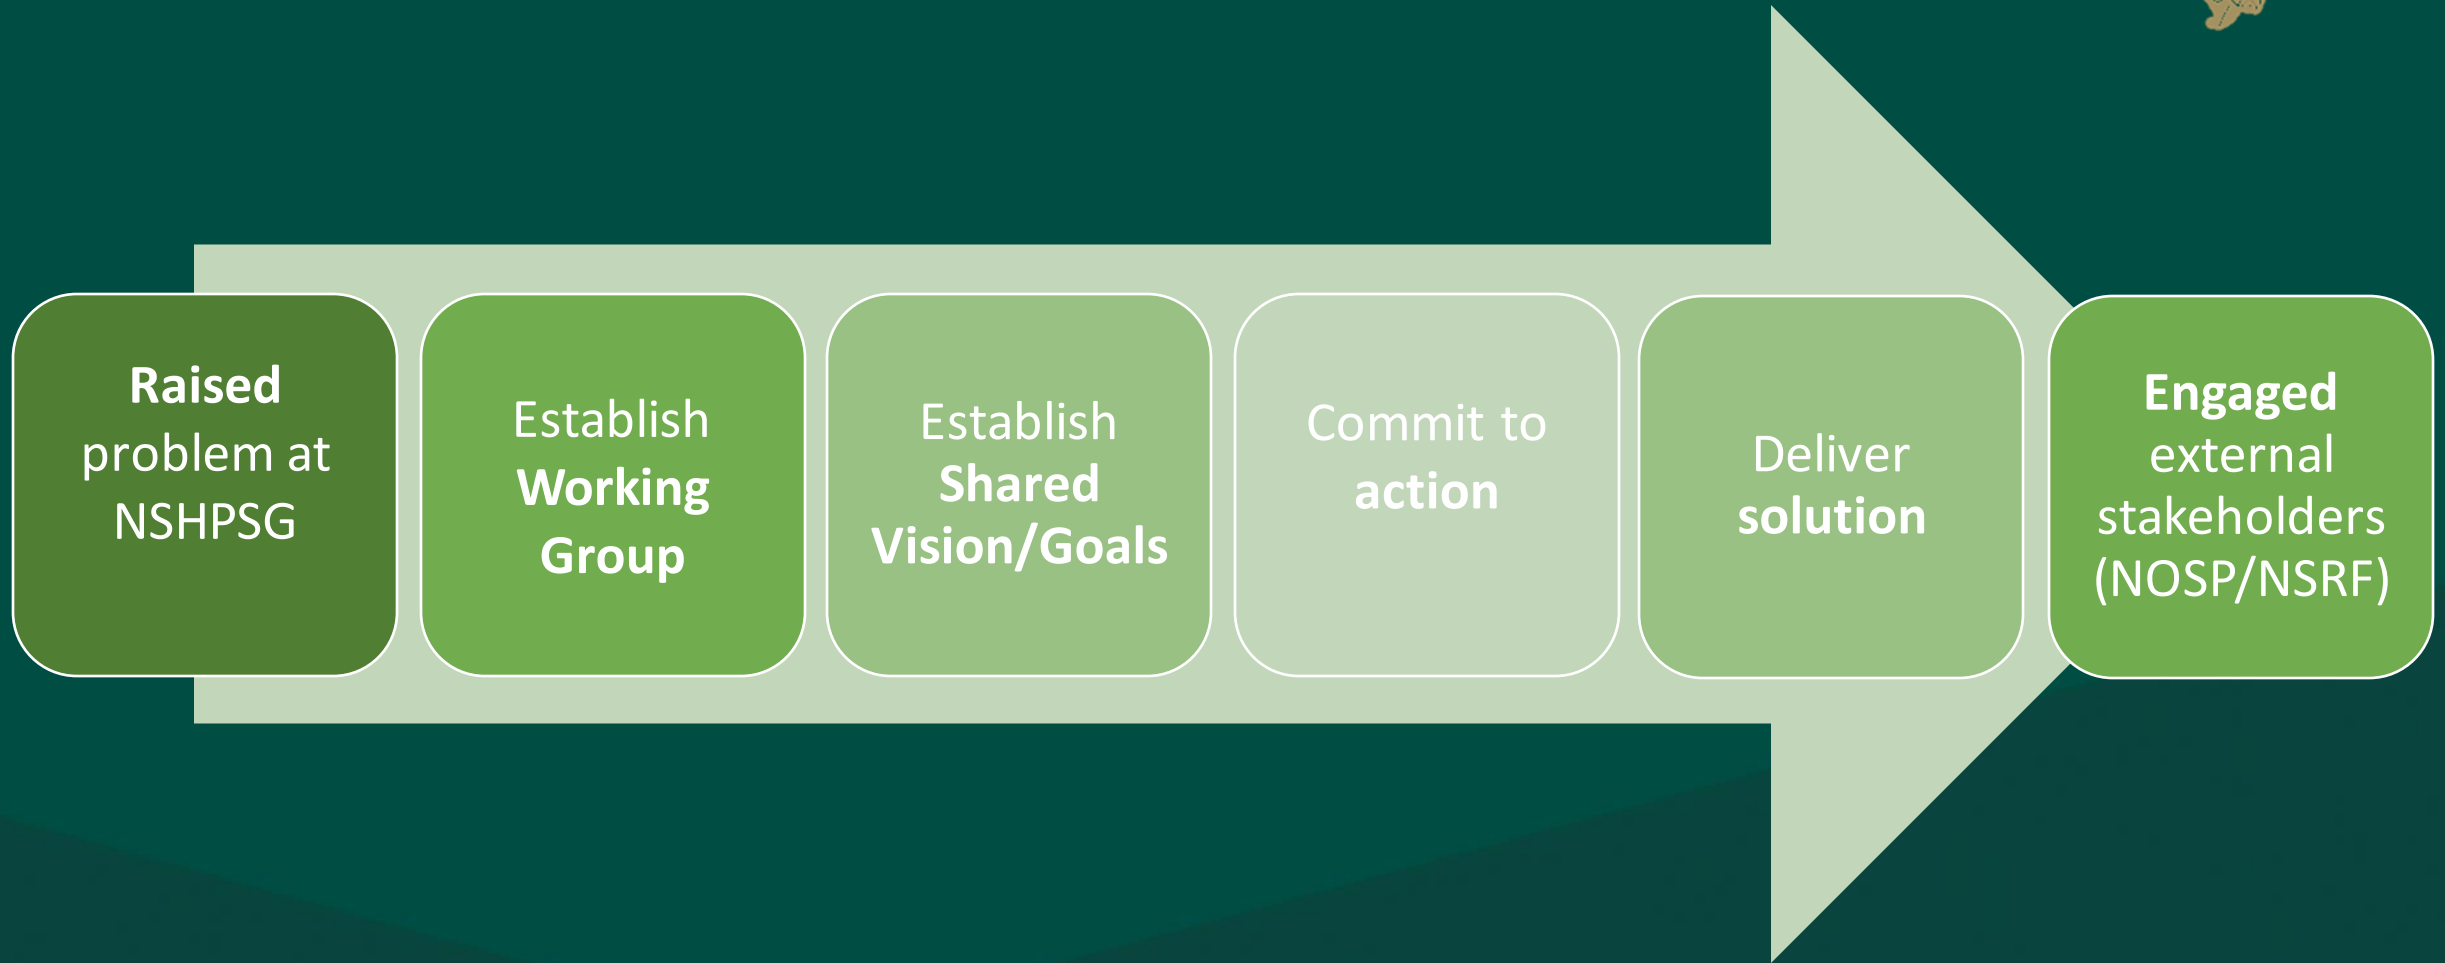 Raised
problem at
NSHPSG
Establish
Working
Group
Establish
Shared
Vision/Goals
Commit to
action
Deliver
solution
Engaged
external
stakeholders
(NOSP/NSRF)